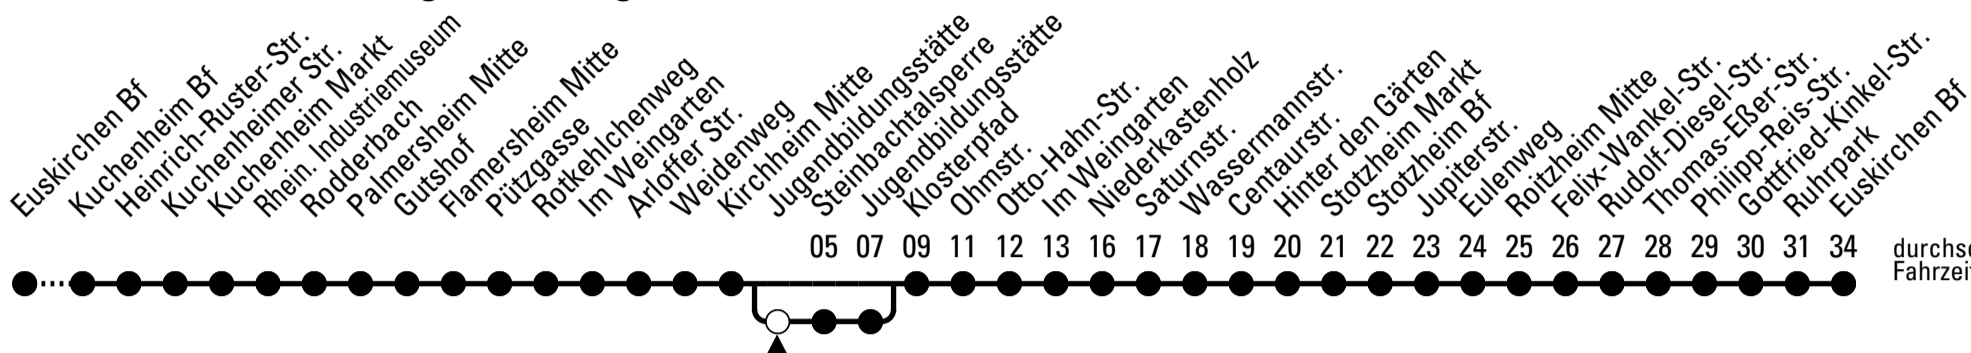 Euskirchen Bf
Kuchenheim Bf
Heinrich-Ruster-Str.
Kuchenheimer Str.
Kuchenheim Markt
Rhein. Industriemuseum
Rodderbach
Palmersheim Mitte
Gutshof
Flamersheim Mitte
Pützgasse
Rotkehlchenweg
Im Weingarten
Arloffer Str.
Weidenweg
Kirchheim Mitte
Jugendbildungsstätte
Steinbachtalsperre
Jugendbildungsstätte
Klosterpfad
Ohmstr.
Otto-Hahn-Str.
Im Weingarten
Niederkastenholz
Saturnstr.
Wassermannstr.
Centaurstr.
Hinter den Gärten
Stotzheim Markt
Stotzheim Bf
Jupiterstr.
Eulenweg
Roitzheim Mitte
Felix-Wankel-Str.
Rudolf-Diesel-Str.
Thomas-Eßer-Str.
Philipp-Reis-Str.
Gottfried-Kinkel-Str.
Ruhrpark
Euskirchen Bf
05 07 09 11 12 13 16 17 18 19 20 21 22 23 24 25 26 27 28 29 30 31 34